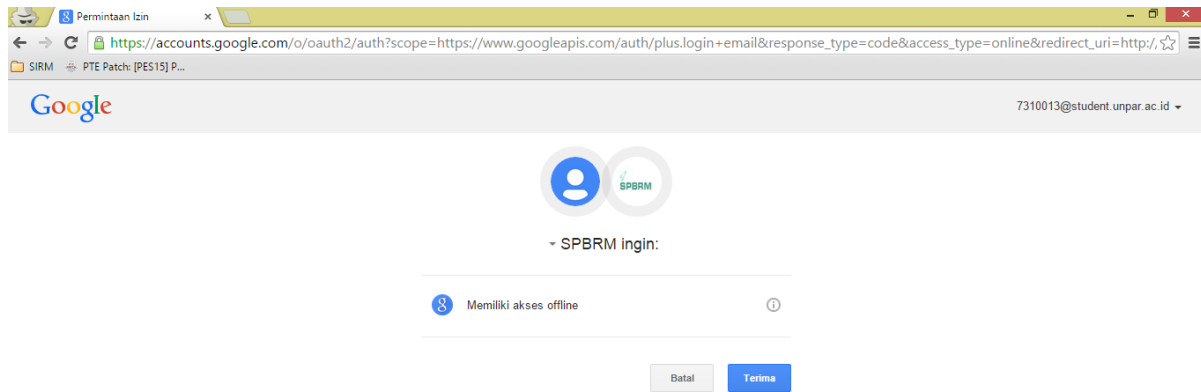 Permintaan Izin
https://accounts.google.com/o/oauth2/auth?scope=https://www.googleapis.com/auth/plus.login+email&response_type=code&access_type=online&redirect_uri=http:/
SIRM PTE Patch: [PES15] P...
Google 7310013@student.unpar.ac.id
SPBRM
SPBRM ingin:
8 Memiliki akses offline
Batal Terima